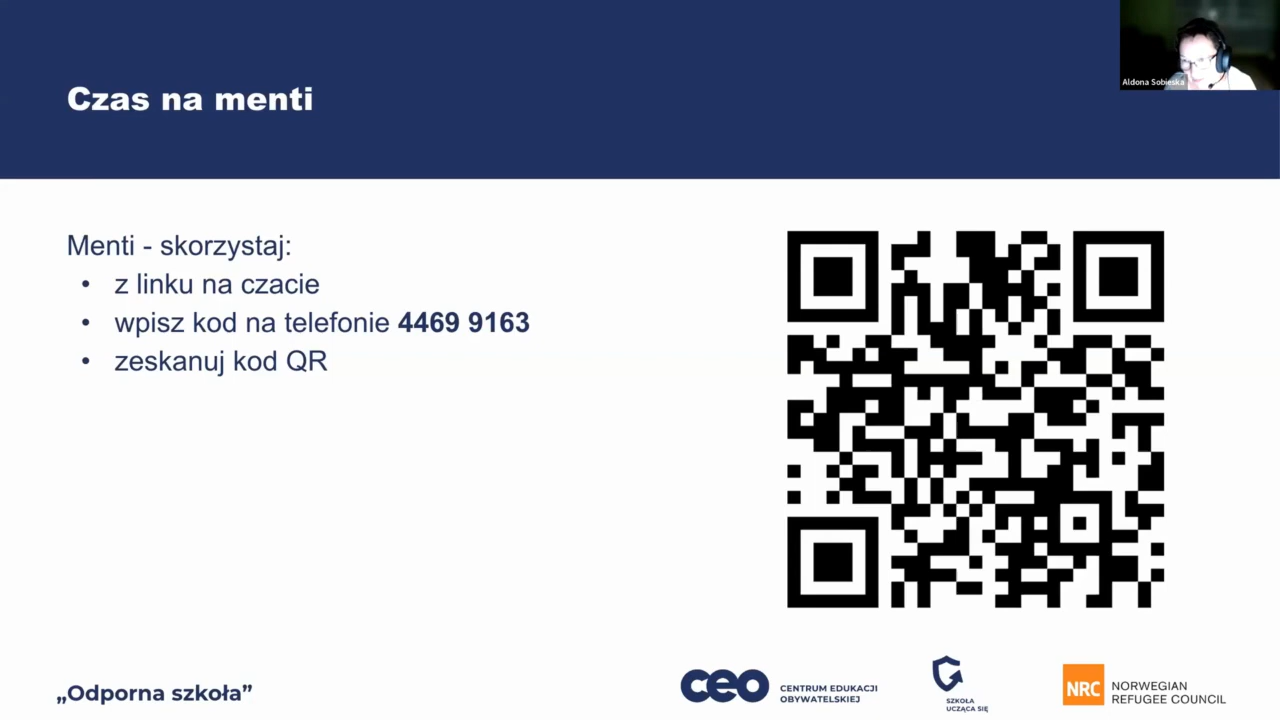 Czas na menti
Aldona Sobieska
Menti - skorzystaj:
• z linku na czacie
• wpisz kod na telefonie 4469 9163
• zeskanuj kod QR
„Odporna szkoła”
ceo
CENTRUM EDUKACJI
OBYWATELSKIEJ
SZKOŁA
UCZĄCA SIĘ
NRC
NORWEGIAN
REFUGEE COUNCIL